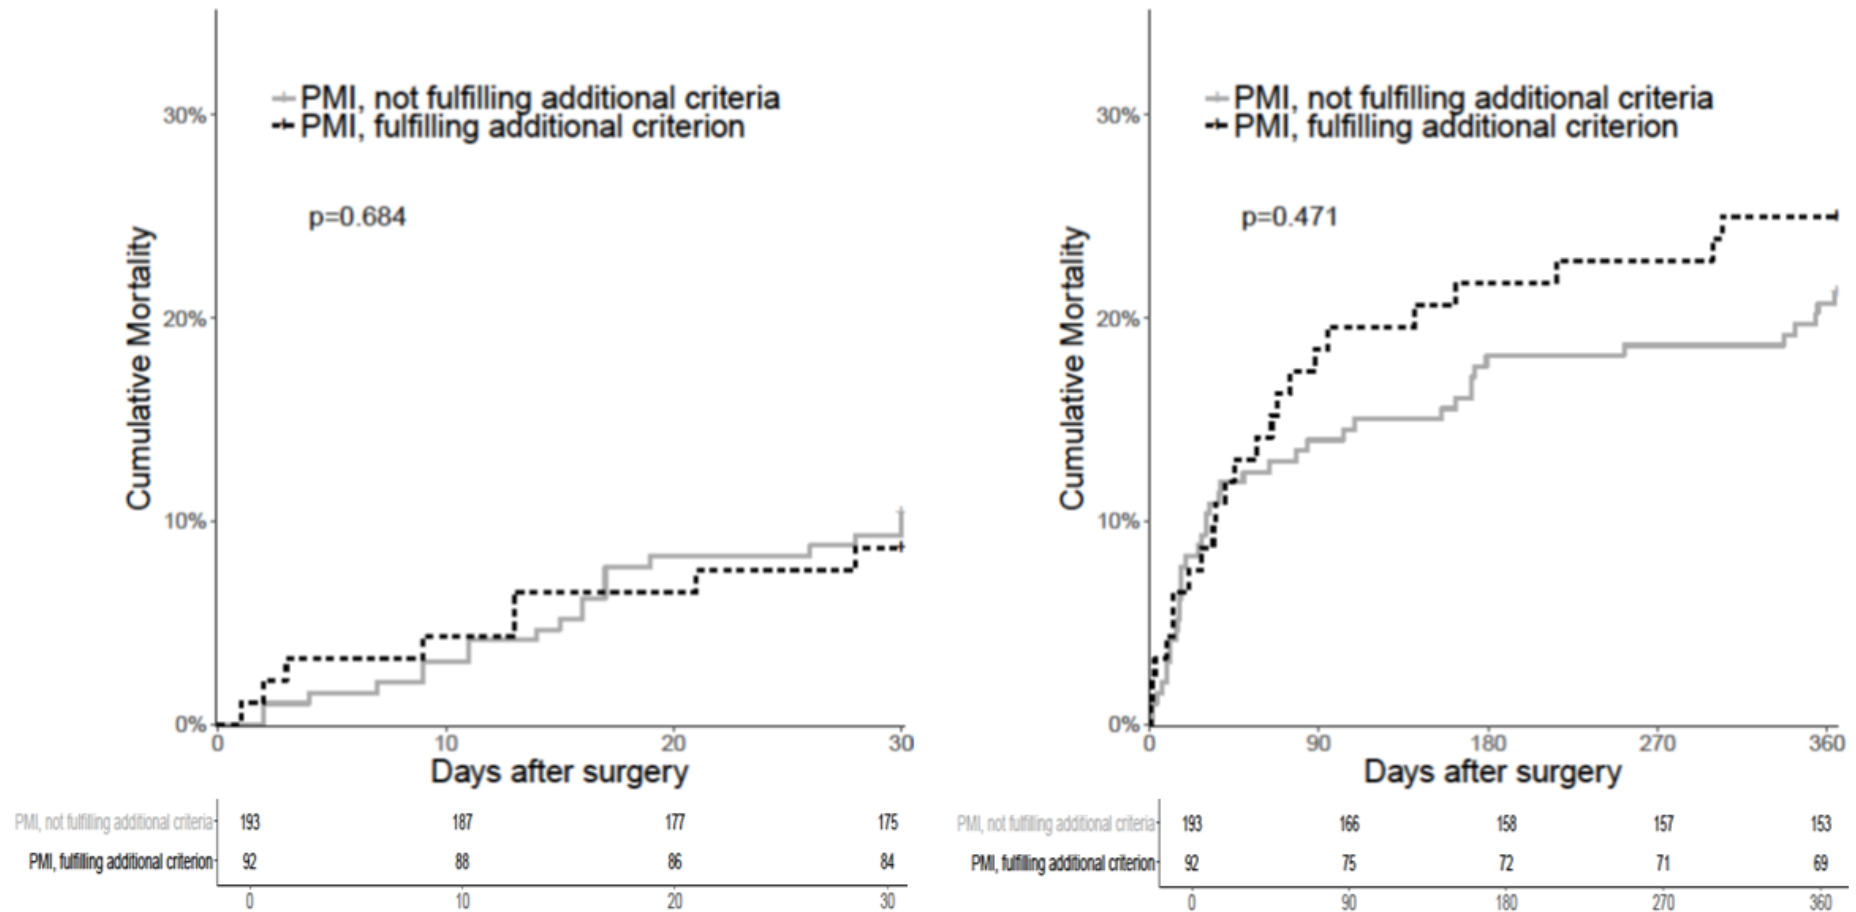 PMI, not fulfilling additional criteria
PMI, fulfilling additional criterion
30%
p=0.684
20%
Cumulative Mortality
10%
0%
0 10 20 30
Days after surgery
PMI, not fulfilling additional criteria 193 187 177 175
PMI, fulfilling additional criterion 92 88 86 84
0 10 20 30
PMI, not fulfilling additional criteria
PMI, fulfilling additional criterion
30%
p=0.471
20%
Cumulative Mortality
10%
0%
0 90 180 270 360
Days after surgery
PMI, not fulfilling additional criteria 193 166 158 157 153
PMI, fulfilling additional criterion 92 75 72 71 69
0 90 180 270 360